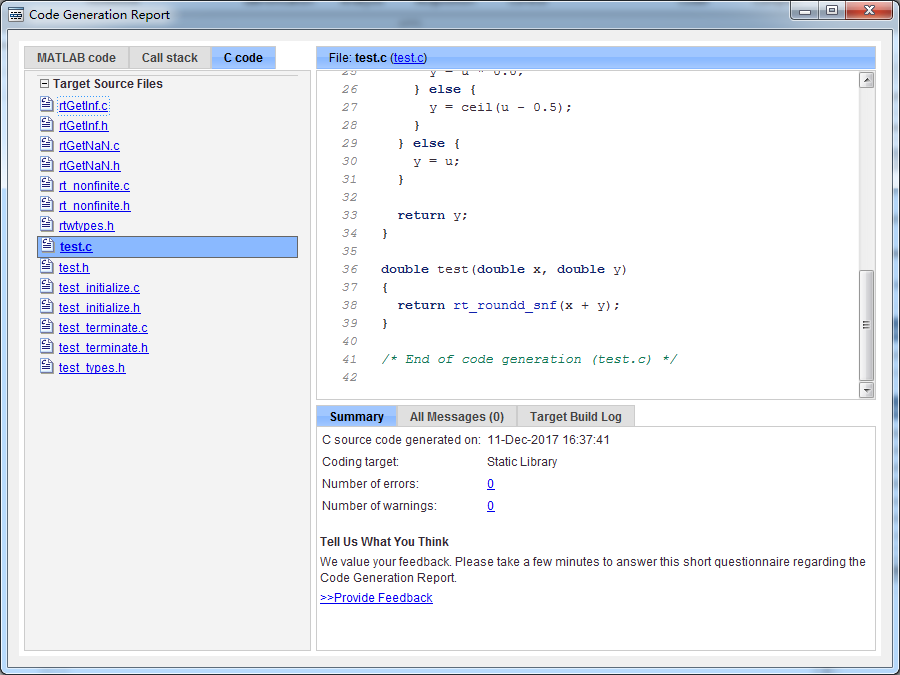 Code Generation Report
MATLAB code Call stack C code
Target Source Files
rtGetInf.c
rtGetInf.h
rtGetNaN.c
rtGetNaN.h
rt_nonfinite.c
rt_nonfinite.h
rtwtypes.h
test.c
test.h
test_initialize.c
test_initialize.h
test_terminate.c
test_terminate.h
test_types.h
File: test.c (test.c)
26 } else {
27 y = ceil(u - 0.5);
28 }
29 } else {
30 y = u;
31 }
32
33 return y;
34 }
35
36 double test(double x, double y)
37 {
38 return rt_roundd_snf(x + y);
39 }
40
41 /* End of code generation (test.c) */
42
Summary All Messages (0) Target Build Log
C source code generated on: 11-Dec-2017 16:37:41
Coding target: Static Library
Number of errors: 0
Number of warnings: 0
Tell Us What You Think
We value your feedback. Please take a few minutes to answer this short questionnaire regarding the
Code Generation Report.
>>Provide Feedback